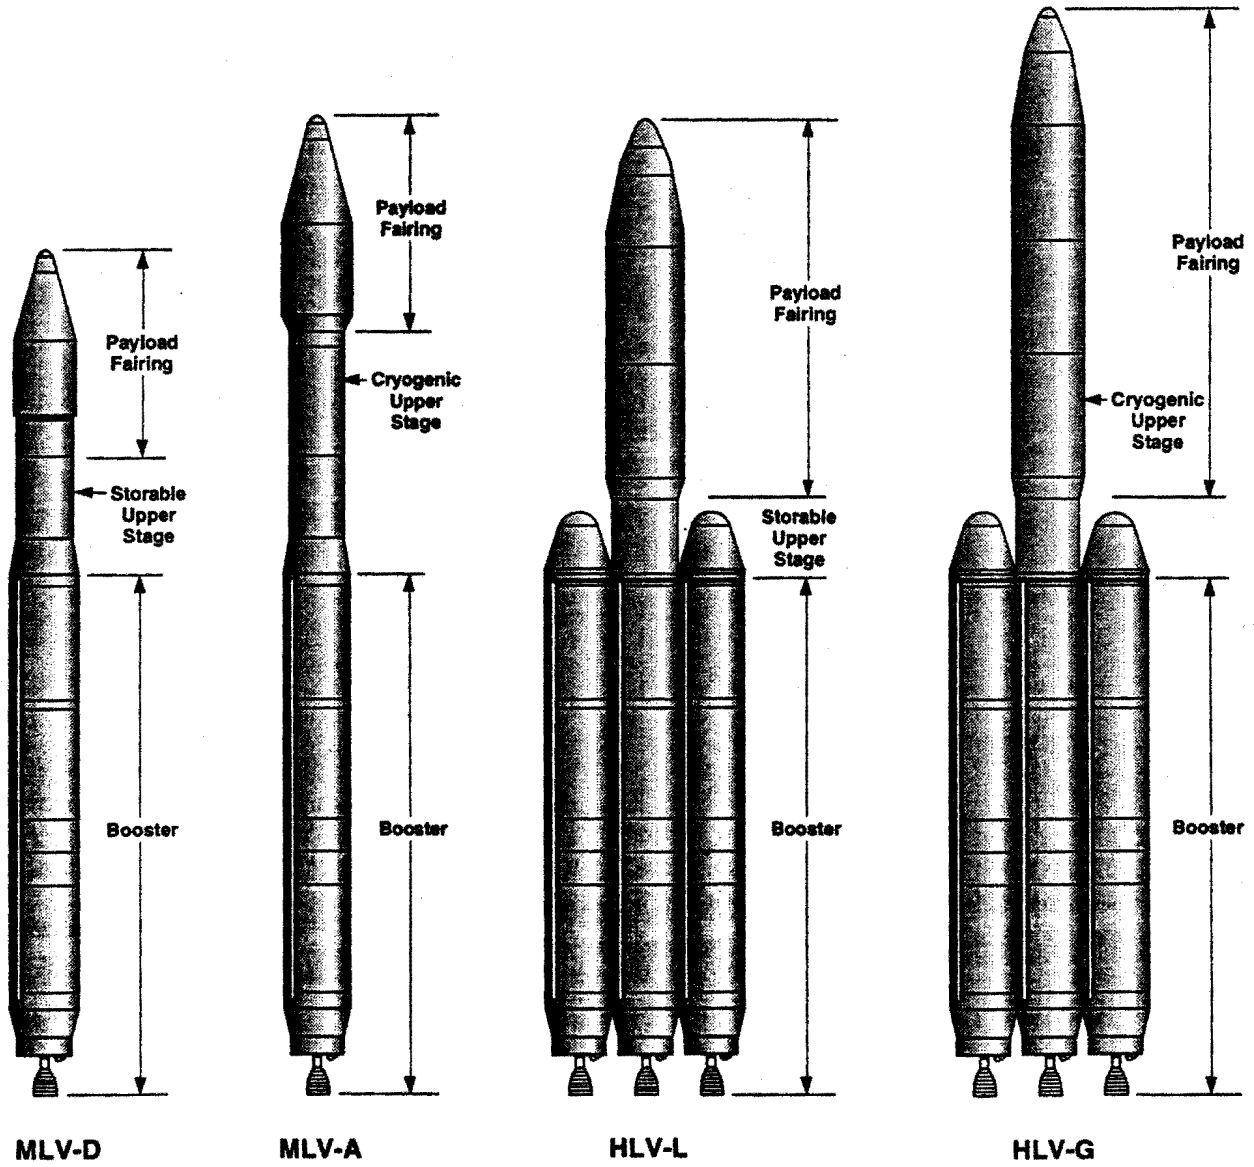 Payload
Fairing
Storable
Upper
Stage
Booster
MLV-D
Payload
Fairing
Cryogenic
Upper
Stage
Booster
MLV-A
Payload
Fairing
Storable
Upper
Stage
Booster
HLV-L
Payload
Fairing
Cryogenic
Upper
Stage
Booster
HLV-G